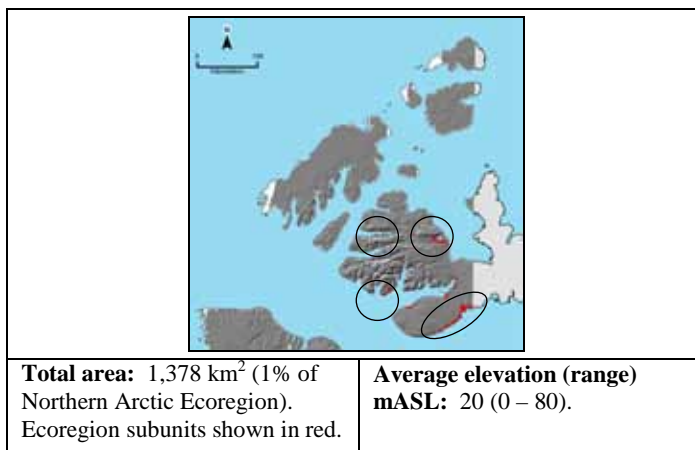 N
Total area: 1,378 km² (1% of
Northern Arctic Ecoregion).
Ecoregion subunits shown in red.
Average elevation (range)
mASL: 20 (0 – 80).